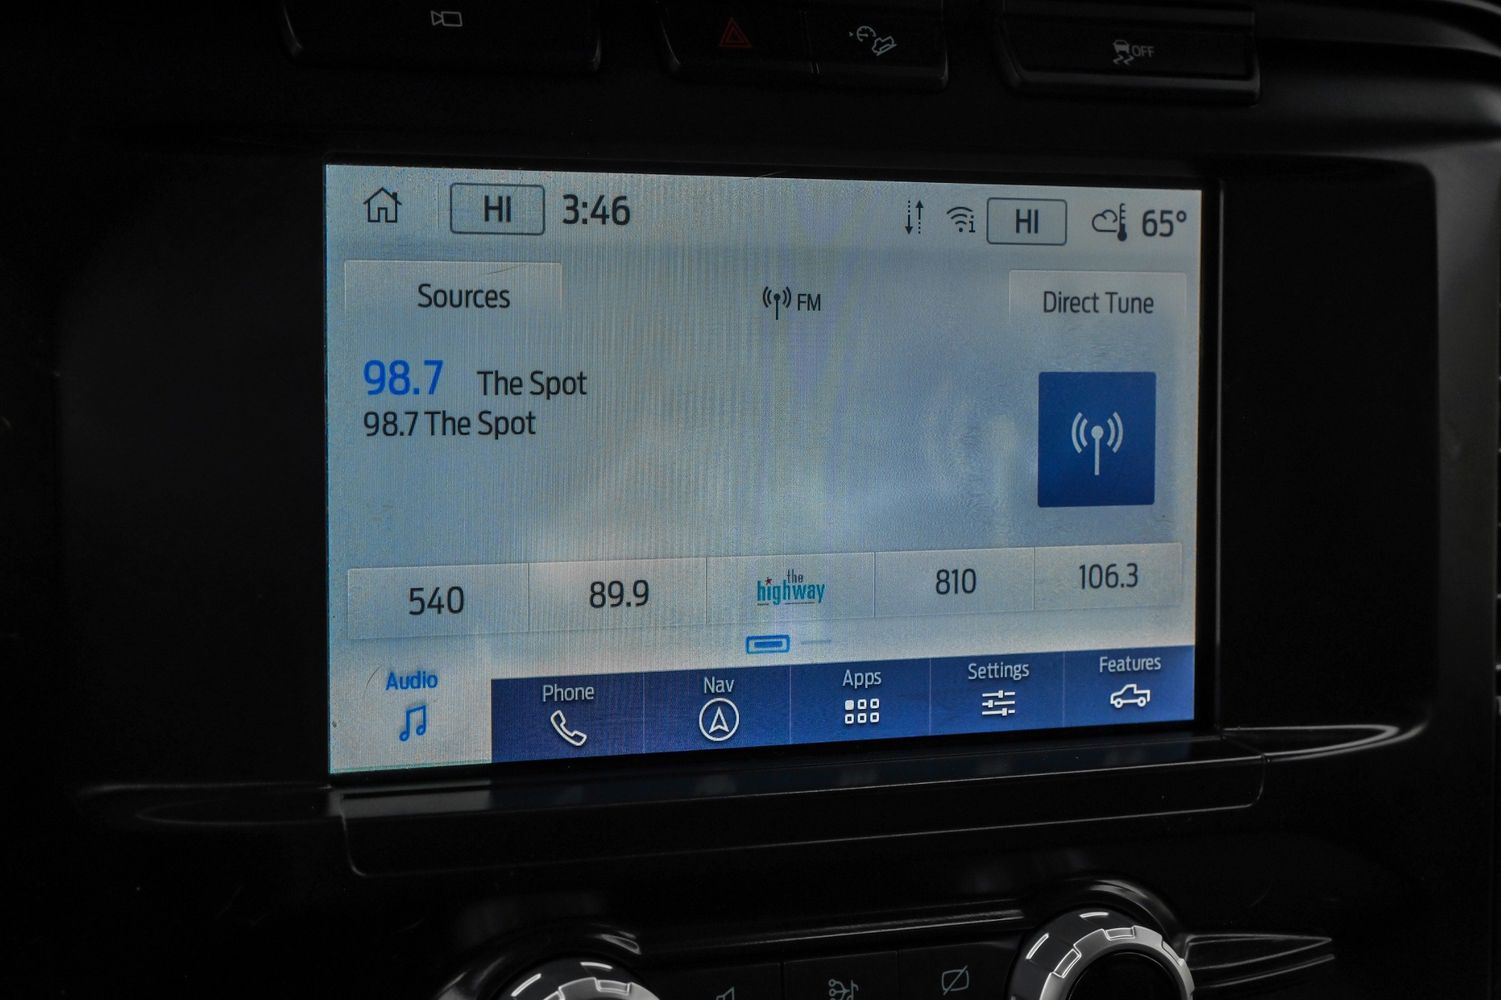 OFF
HI 3:46 HI 65°
Sources FM Direct Tune
98.7 The Spot
98.7 The Spot
540 89.9 the highway 810 106.3
Audio Phone Nav Apps Settings Features